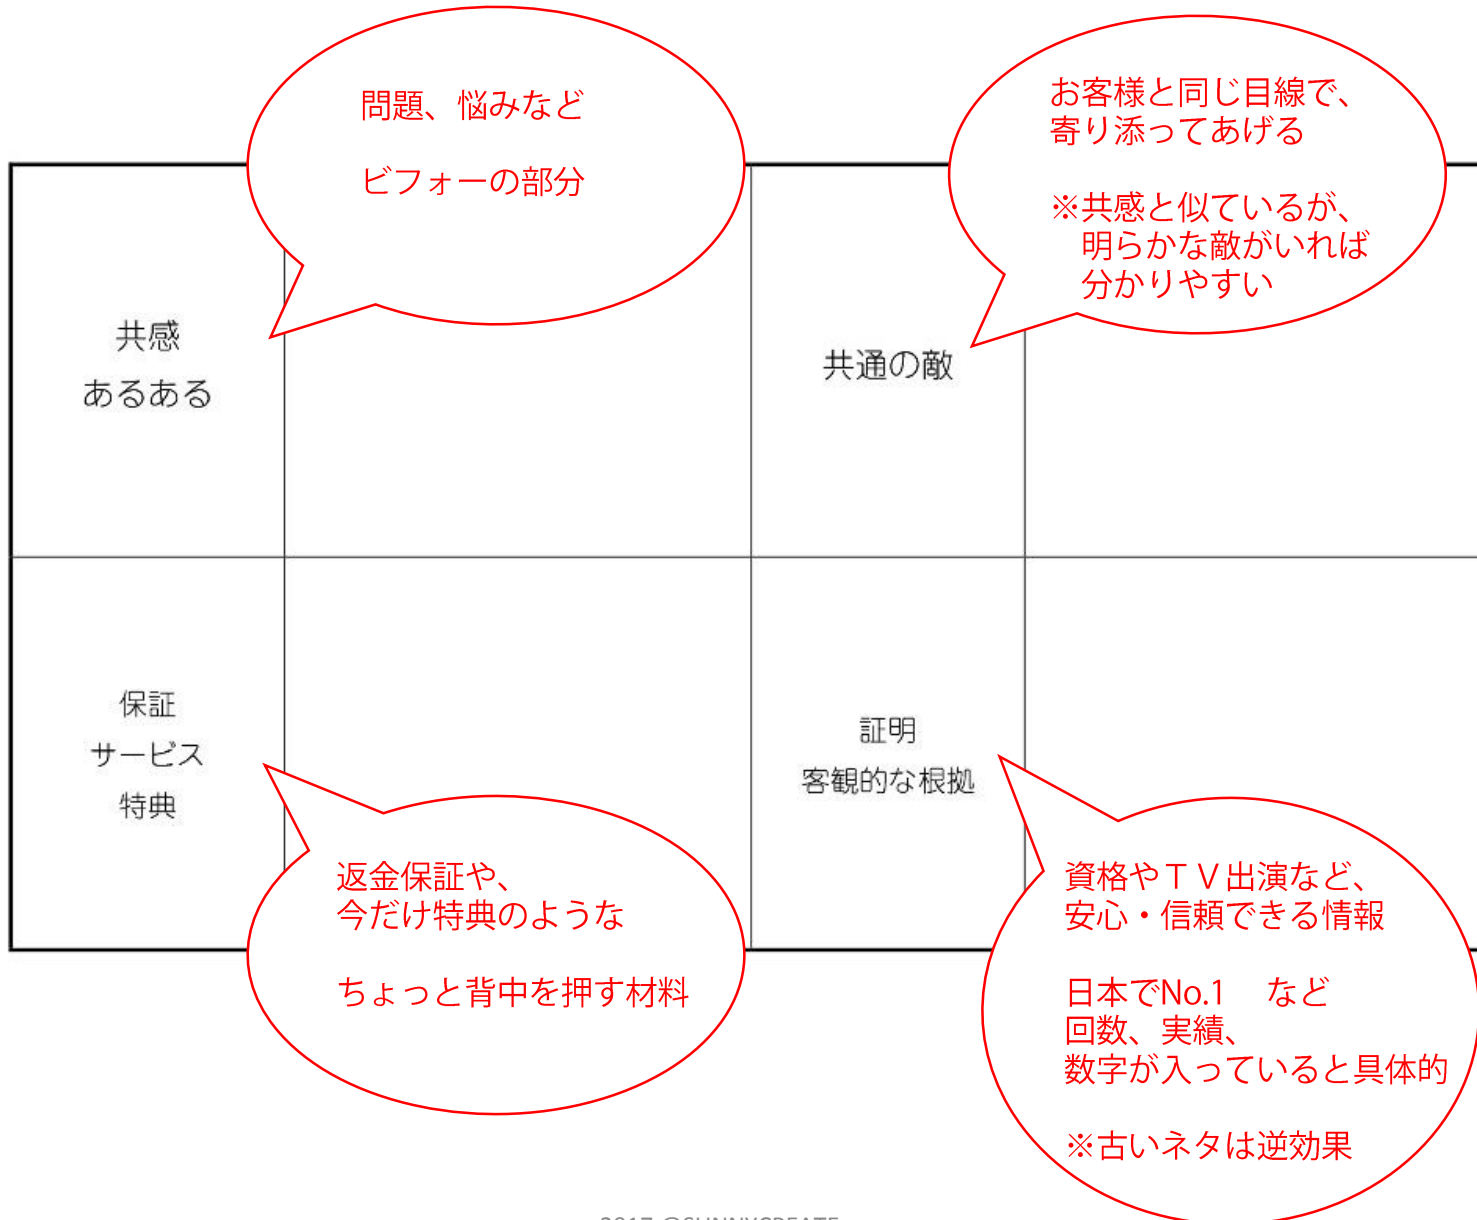 問題、悩みなど
ビフォーの部分
お客様と同じ目線で、
寄り添ってあげる
※共感と似ているが、
明らかな敵がいれば
分かりやすい
共感
あるある
共通の敵
保証
サービス
特典
証明
客観的な根拠
返金保証や、
今だけ特典のような
ちょっと背中を押す材料
資格やＴＶ出演など、
安心・信頼できる情報
日本でNo.1　など
回数、実績、
数字が入っていると具体的
※古いネタは逆効果
2017 ©SUNNYCREATE